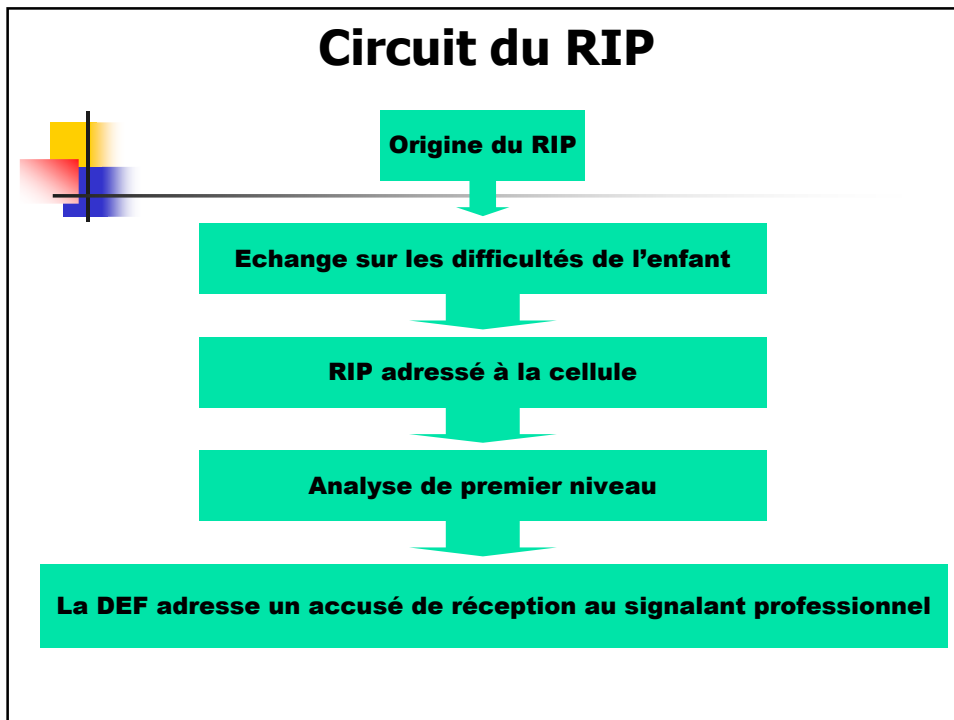 Circuit du RIP
Origine du RIP
Echange sur les difficultés de l’enfant
RIP adressé à la cellule
Analyse de premier niveau
La DEF adresse un accusé de réception au signalant professionnel